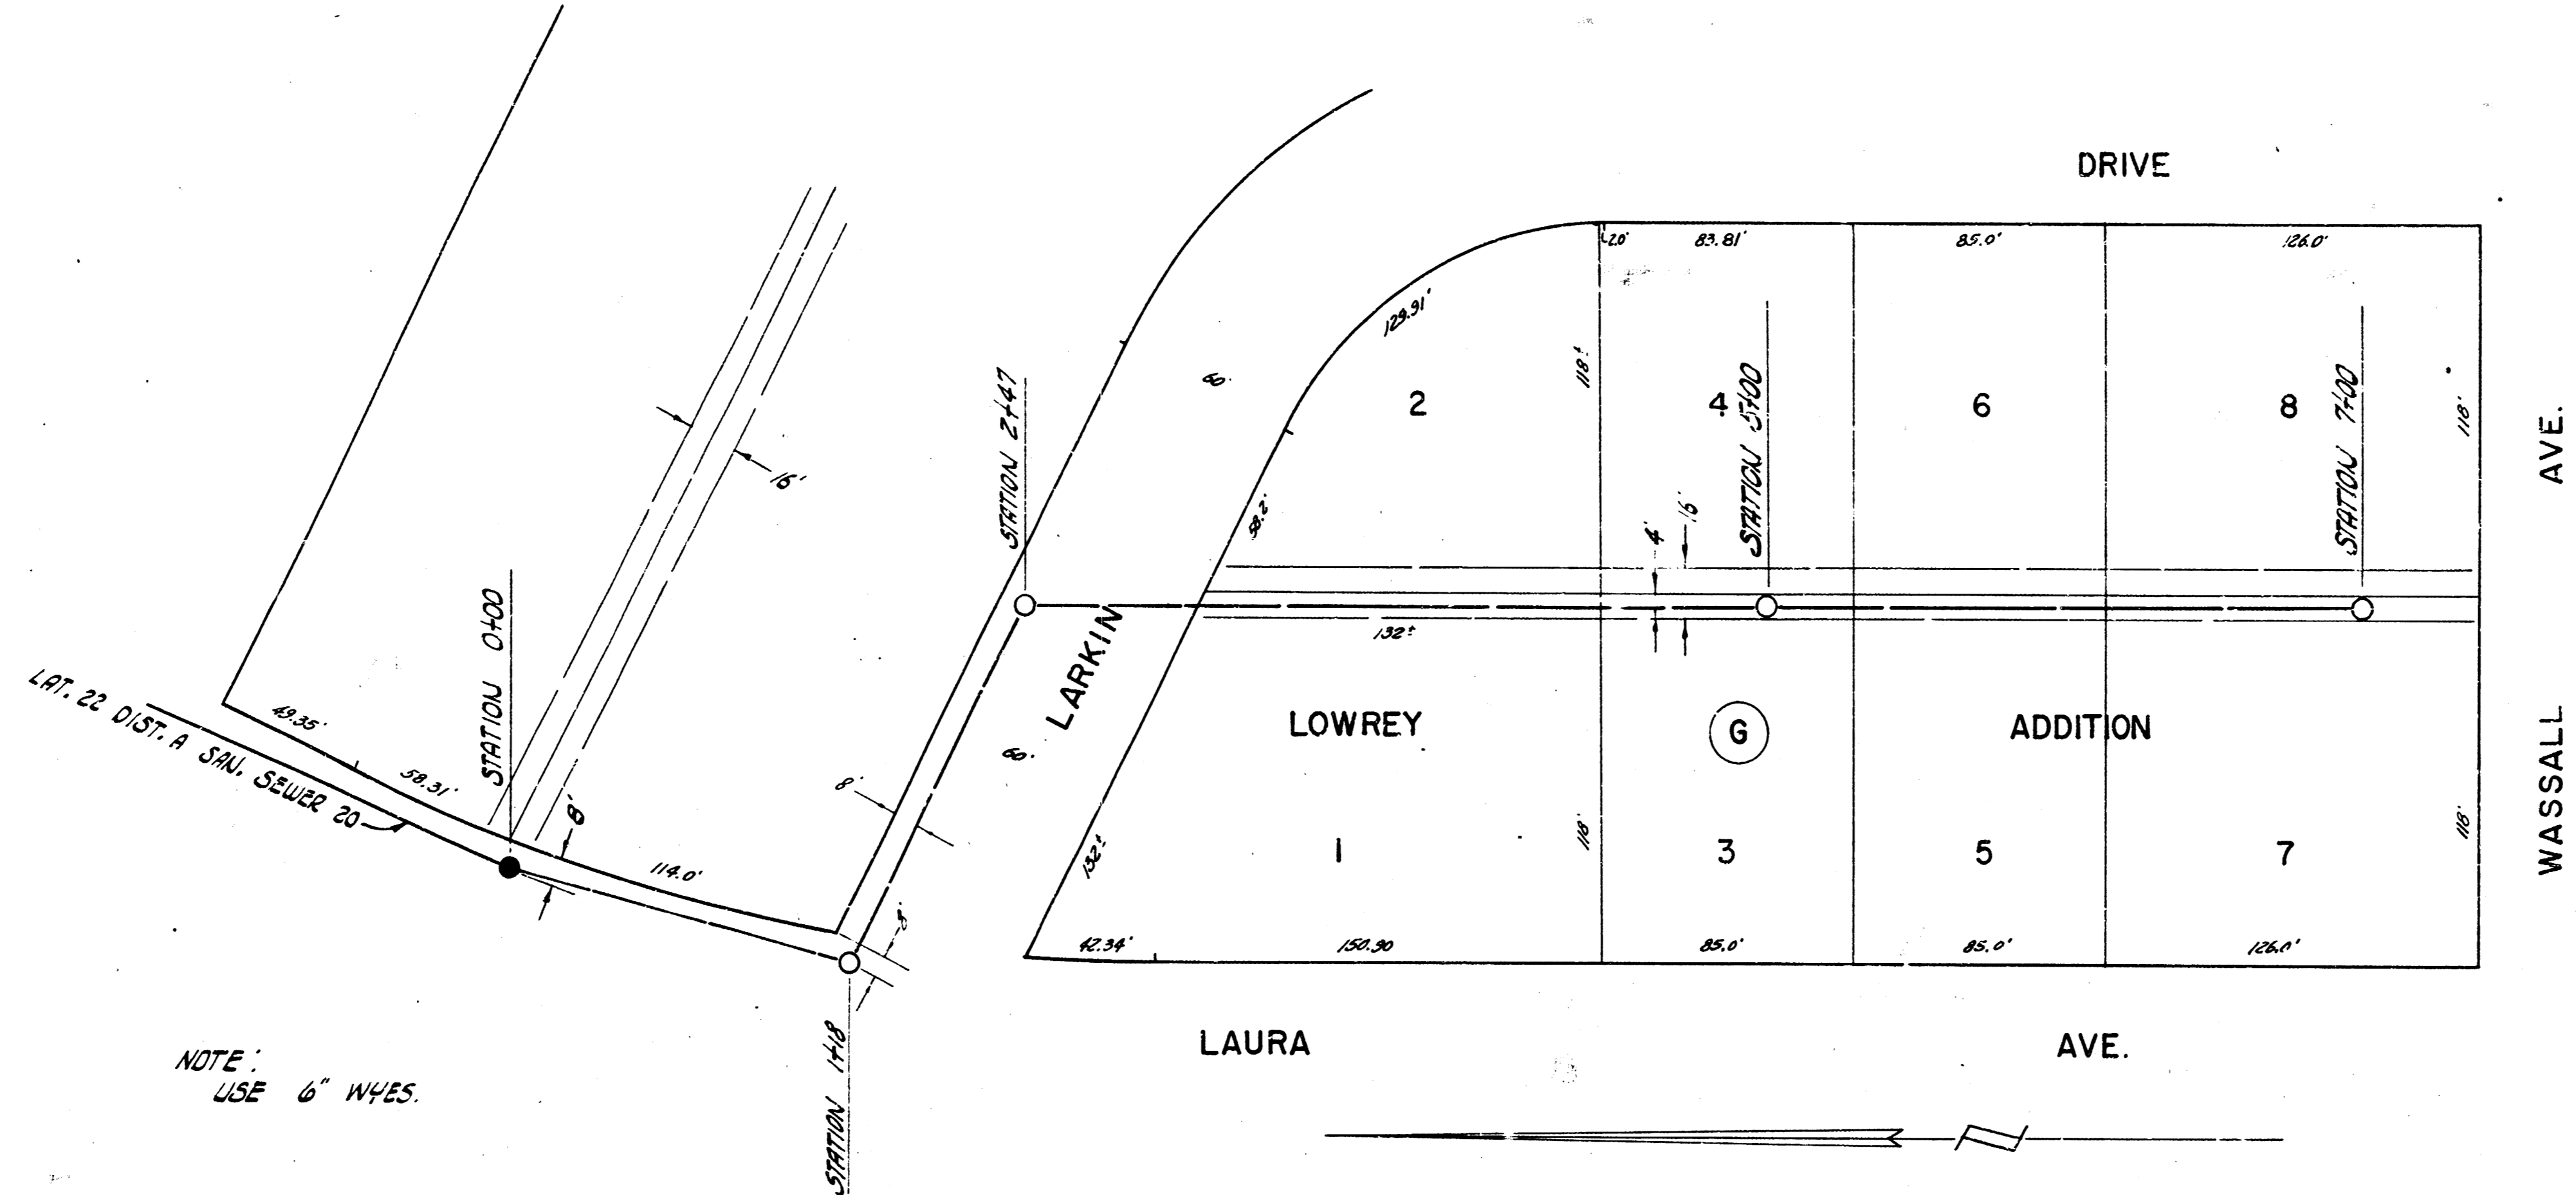 DRIVE
20'
83.81'
85.0'
126.0'
129.91'
118±
60'
2
4
6
8
118'
AVE.
STATION 2+47
STATION 5+00
STATION 7+00
16'
58.2'
4'
16'
132±
STATION 0+00
LARKIN
LAT. 22 DIST. A SAN. SEWER 20
49.35'
58.31'
8'
114.0'
8'
8'
60'
LOWREY
G
ADDITION
WASSALL
132±
1
118'
3
5
7
118'
42.34'
150.90
85.0'
85.0'
126.0'
STATION 1+18
LAURA
AVE.
NOTE:
USE 6" WYES.
N